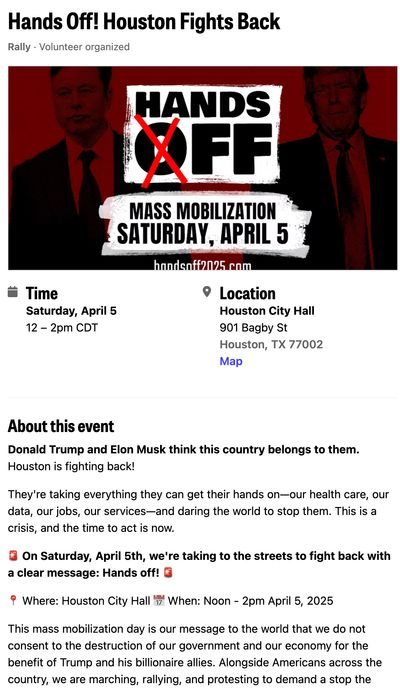 Hands Off! Houston Fights Back
Rally · Volunteer organized
HANDS
OFF
MASS MOBILIZATION
SATURDAY, APRIL 5
handsoff2025.com
Time
Saturday, April 5
12 – 2pm CDT
Location
Houston City Hall
901 Bagby St
Houston, TX 77002
Map
About this event
Donald Trump and Elon Musk think this country belongs to them.
Houston is fighting back!
They're taking everything they can get their hands on—our health care, our
data, our jobs, our services—and daring the world to stop them. This is a
crisis, and the time to act is now.
🚨 On Saturday, April 5th, we're taking to the streets to fight back with
a clear message: Hands off! 🚨
📍 Where: Houston City Hall 📅 When: Noon - 2pm April 5, 2025
This mass mobilization day is our message to the world that we do not
consent to the destruction of our government and our economy for the
benefit of Trump and his billionaire allies. Alongside Americans across the
country, we are marching, rallying, and protesting to demand a stop the